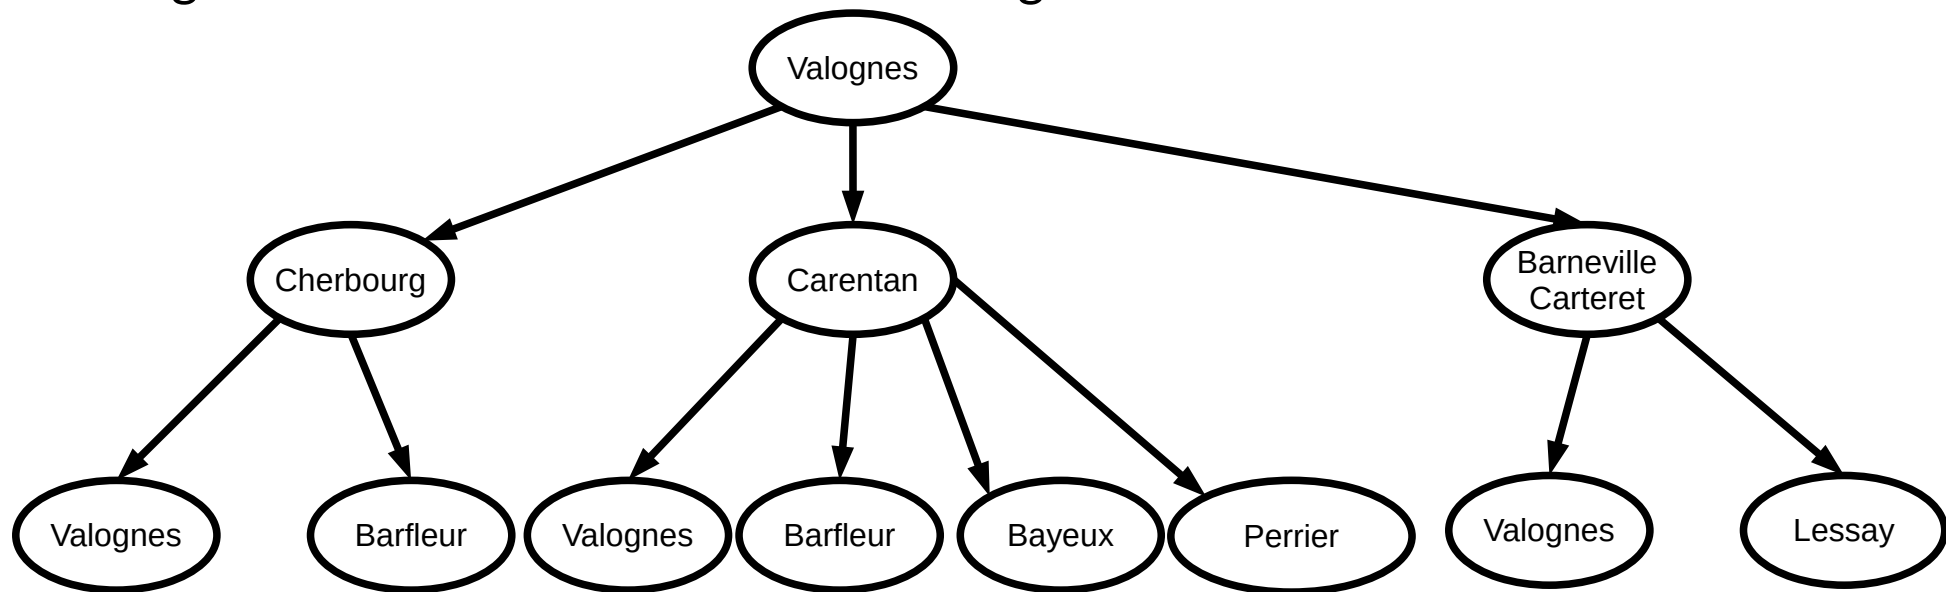 Valognes
Cherbourg
Carentan
Barneville
Carteret
Valognes
Barfleur
Valognes
Barfleur
Bayeux
Perrier
Valognes
Lessay